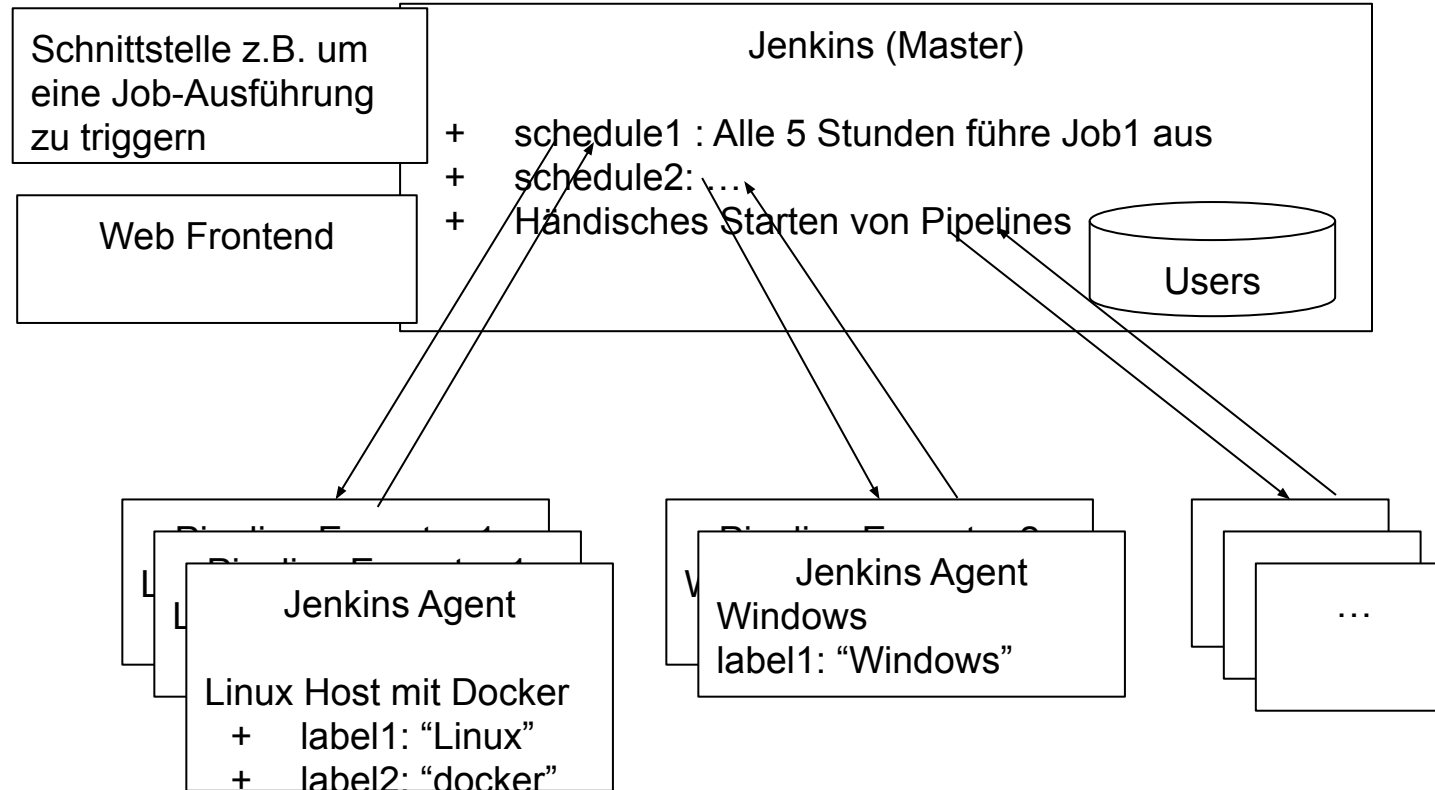 Schnittstelle z.B. um
eine Job-Ausführung
zu triggern
Web Frontend
Jenkins (Master)
+ schedule1 : Alle 5 Stunden führe Job1 aus
+ schedule2: …
+ Händisches Starten von Pipelines
Users
Jenkins Agent
Linux Host mit Docker
+ label1: “Linux”
+ label2: “docker”
Jenkins Agent
Windows
label1: “Windows”
…